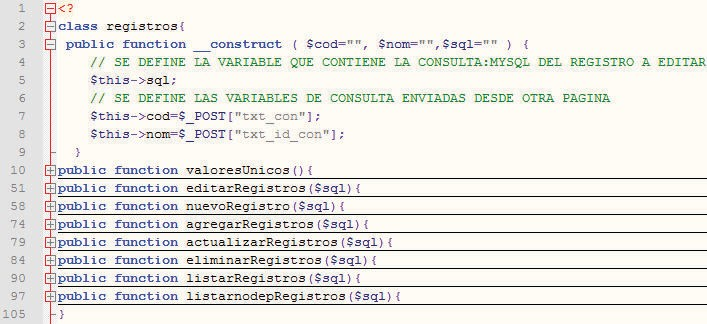 1 <?
2 class registros{
3 public function __construct ( $cod="", $nom="",$sql="" ) {
4 // SE DEFINE LA VARIABLE QUE CONTIENE LA CONSULTA:MYSQL DEL REGISTRO A EDITAR
5 $this->sql;
6 // SE DEFINE LAS VARIABLES DE CONSULTA ENVIADAS DESDE OTRA PAGINA
7 $this->cod=$_POST["txt_con"];
8 $this->nom=$_POST["txt_id_con"];
9 }
10 public function valoresUnicos(){
51 public function editarRegistros($sql){
58 public function nuevoRegistro($sql){
74 public function agregarRegistros($sql){
79 public function actualizarRegistros($sql){
84 public function eliminarRegistros($sql){
90 public function listarRegistros($sql){
97 public function listarnodepRegistros($sql){
105 }